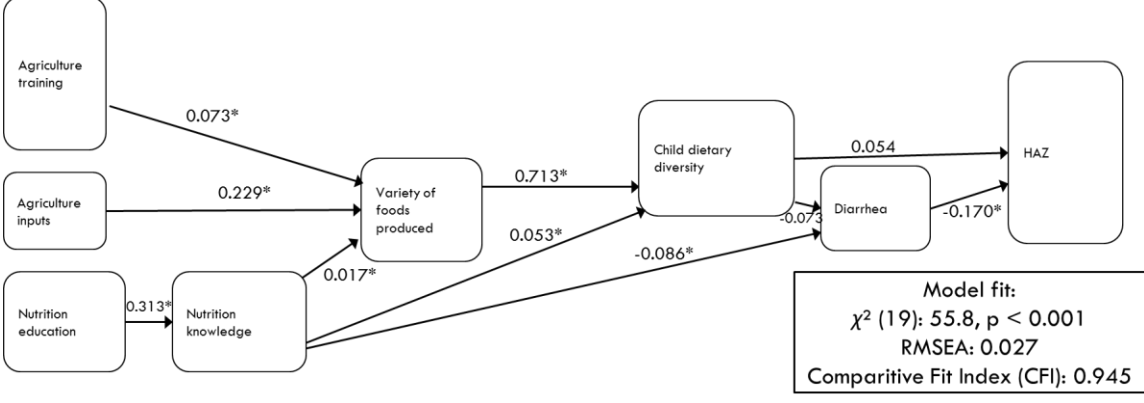 Agriculture
training
0.073*
Agriculture
inputs
0.229*
Nutrition
education
0.313*
Nutrition
knowledge
0.017*
Variety of
foods
produced
0.713*
0.053*
-0.086*
Child dietary
diversity
0.054
-0.073
Diarrhea
-0.170*
HAZ
Model fit:
χ² (19): 55.8, p < 0.001
RMSEA: 0.027
Comparitive Fit Index (CFI): 0.945